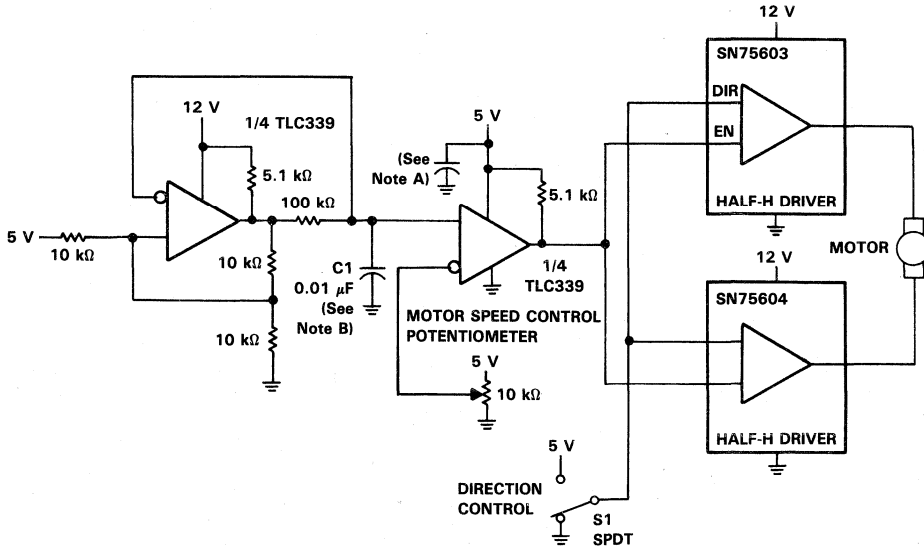 12 V
SN75603
DIR
EN
HALF-H DRIVER
12 V
1/4 TLC339
5.1 kΩ
100 kΩ
5 V
10 kΩ
10 kΩ
10 kΩ
C1
0.01 μF
(See
Note B)
5 V
(See
Note A)
5.1 kΩ
1/4
TLC339
MOTOR SPEED CONTROL
POTENTIOMETER
5 V
10 kΩ
MOTOR
12 V
SN75604
HALF-H DRIVER
5 V
DIRECTION
CONTROL
S1
SPDT